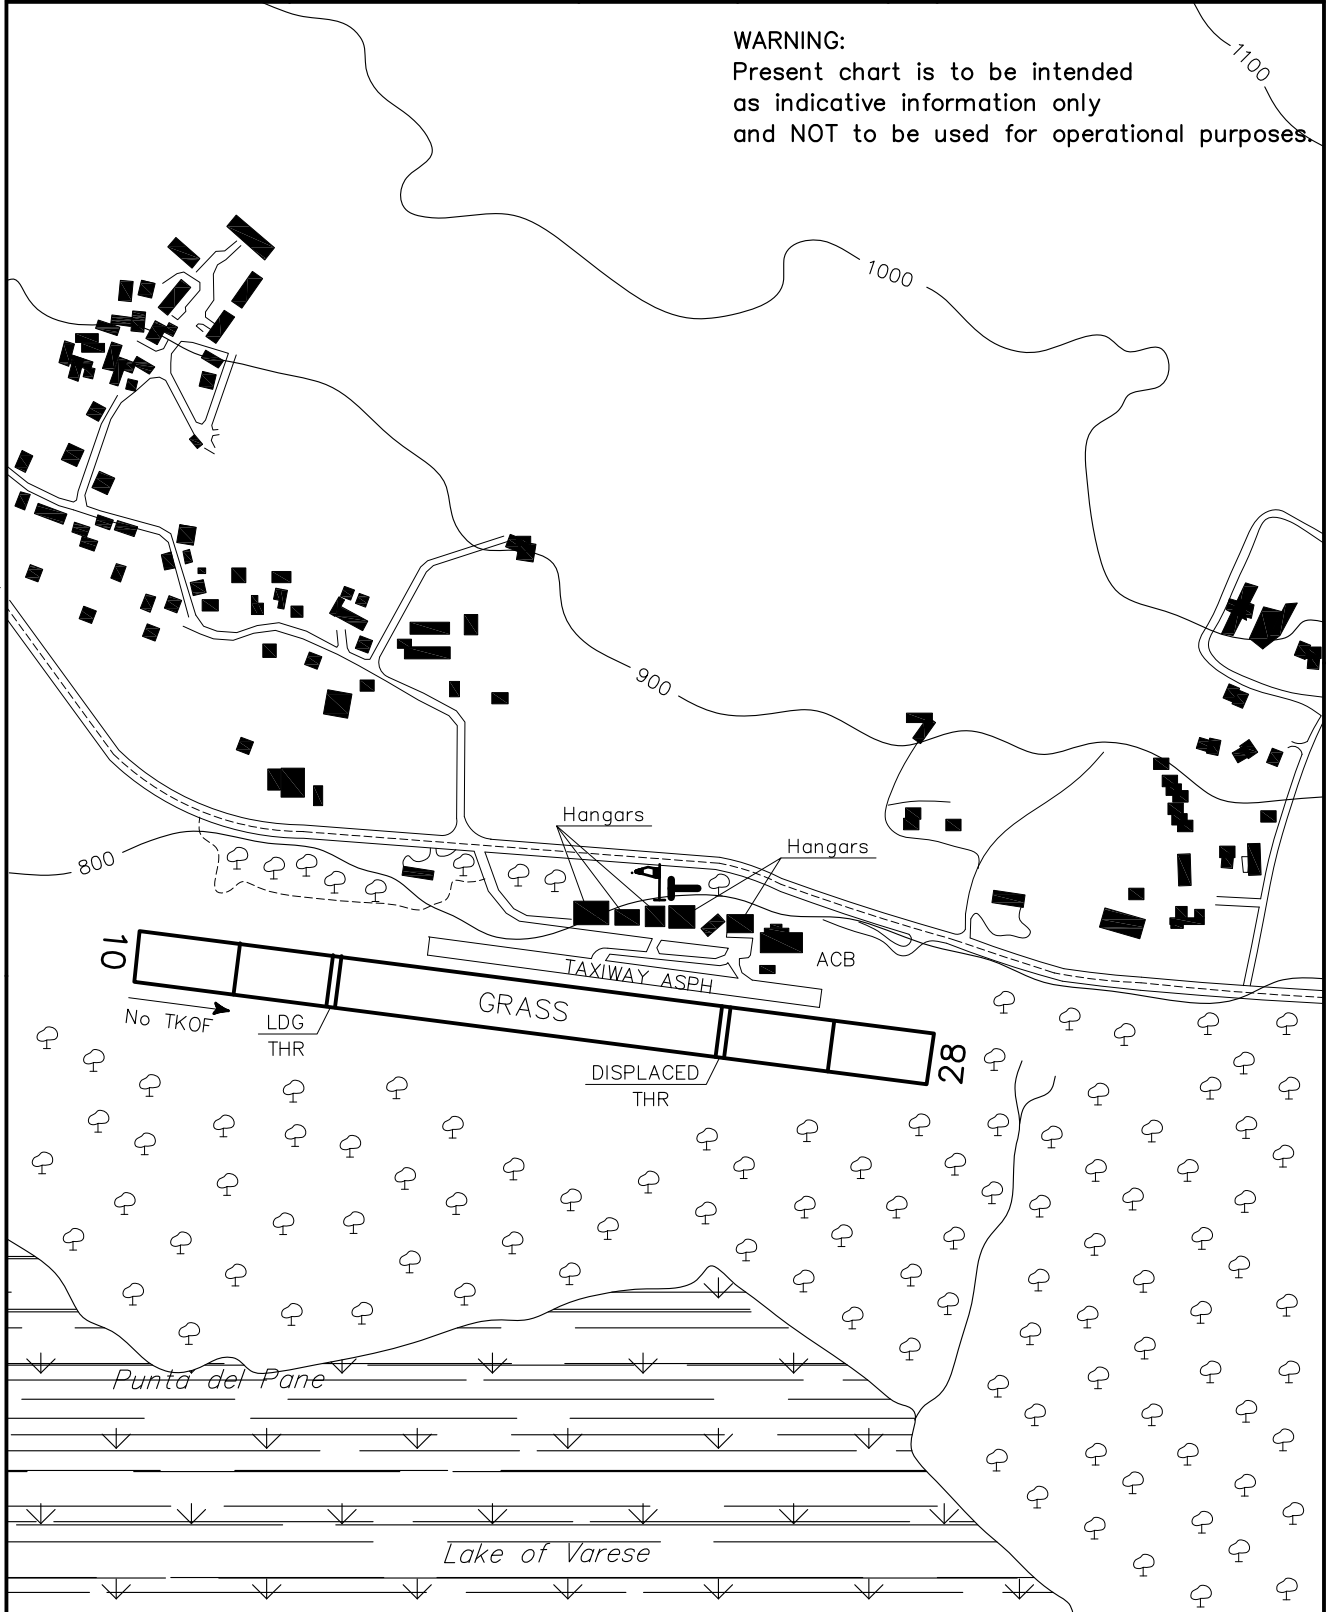 WARNING:
Present chart is to be intended
as indicative information only
and NOT to be used for operational purposes.
1100
1000
900
Hangars
Hangars
800
10
ACB
TAXIWAY ASPH
GRASS
No TKOF
LDG
THR
28
DISPLACED
THR
Punta del Pane
Lake of Varese